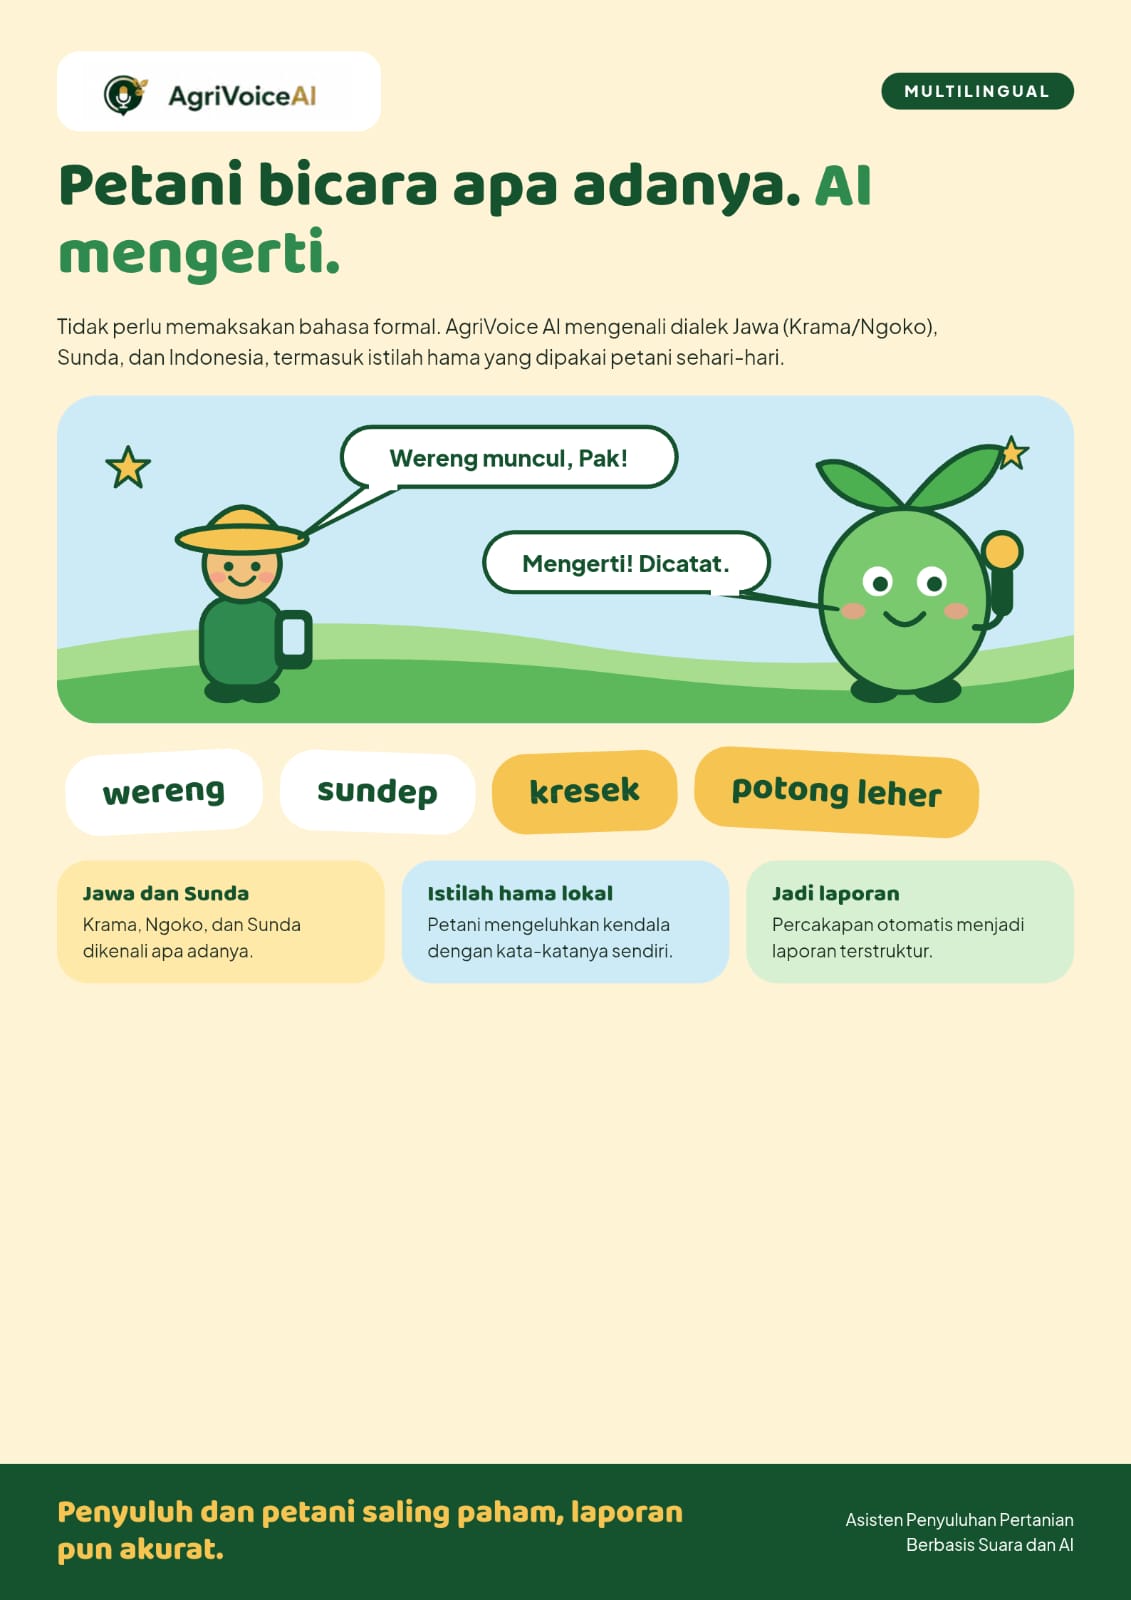 AgriVoiceAI
MULTILINGUAL
Petani bicara apa adanya. AI
mengerti.
Tidak perlu memaksakan bahasa formal. AgriVoice AI mengenali dialek Jawa (Krama/Ngoko),
Sunda, dan Indonesia, termasuk istilah hama yang dipakai petani sehari-hari.
Wereng muncul, Pak!
Mengerti! Dicatat.
wereng
sundep
kresek
potong leher
Jawa dan Sunda
Krama, Ngoko, dan Sunda
dikenali apa adanya.
Istilah hama lokal
Petani mengeluhkan kendala
dengan kata-katanya sendiri.
Jadi laporan
Percakapan otomatis menjadi
laporan terstruktur.
Penyuluh dan petani saling paham, laporan
pun akurat.
Asisten Penyuluhan Pertanian
Berbasis Suara dan AI